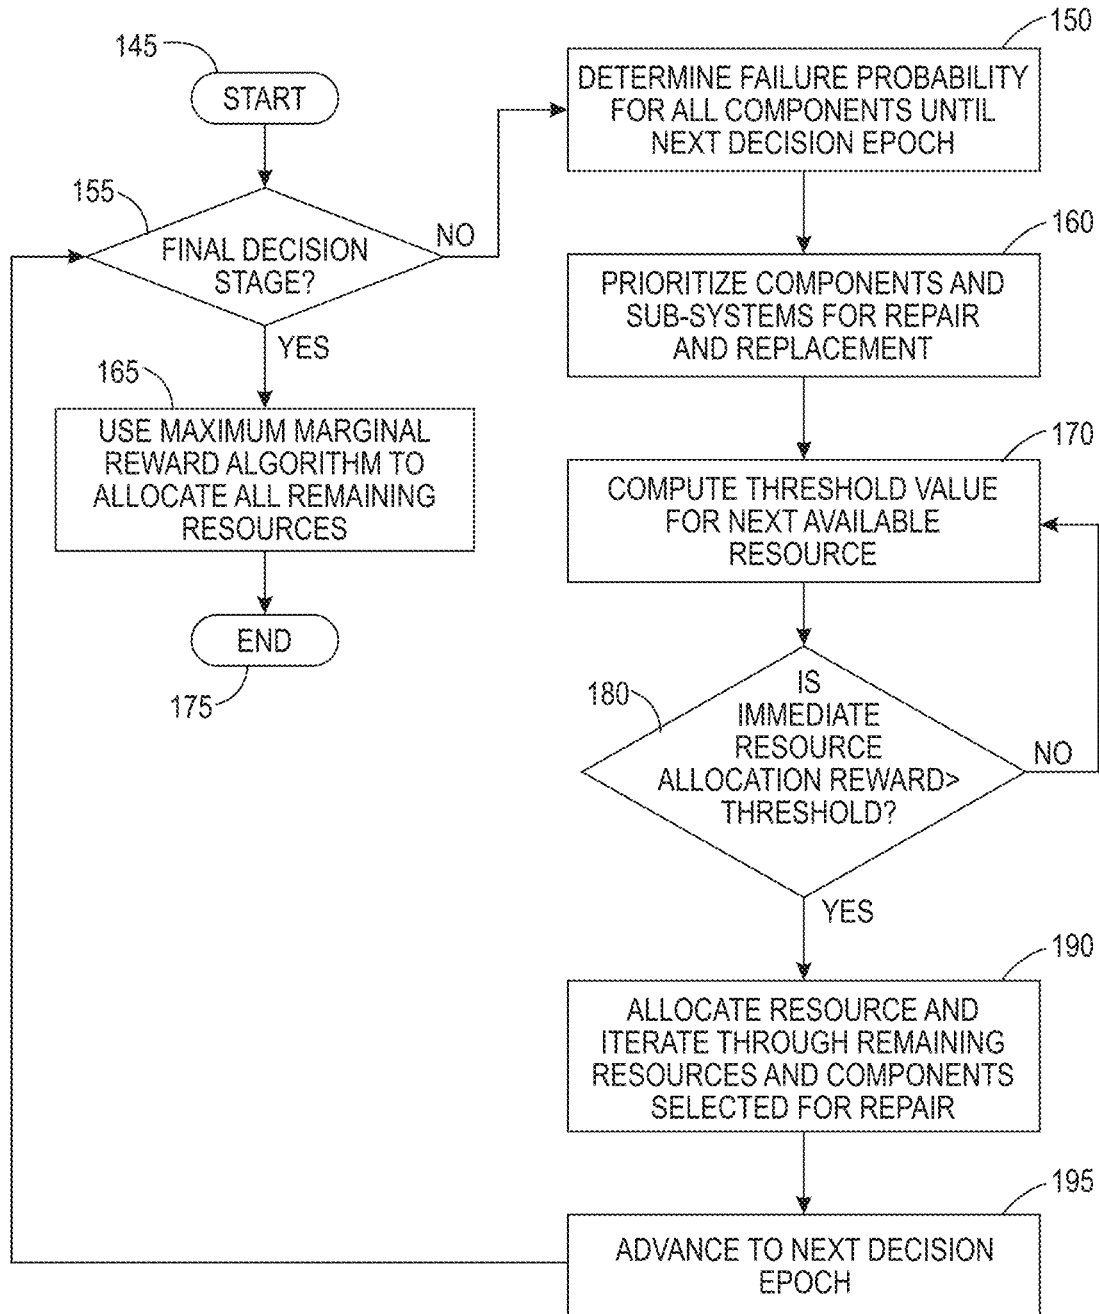 145
START
155
FINAL DECISION
STAGE?
NO
YES
165
USE MAXIMUM MARGINAL
REWARD ALGORITHM TO
ALLOCATE ALL REMAINING
RESOURCES
END
175
150
DETERMINE FAILURE PROBABILITY
FOR ALL COMPONENTS UNTIL
NEXT DECISION EPOCH
160
PRIORITIZE COMPONENTS AND
SUB-SYSTEMS FOR REPAIR
AND REPLACEMENT
170
COMPUTE THRESHOLD VALUE
FOR NEXT AVAILABLE
RESOURCE
180
IS
IMMEDIATE
RESOURCE
ALLOCATION REWARD>
THRESHOLD?
NO
YES
190
ALLOCATE RESOURCE AND
ITERATE THROUGH REMAINING
RESOURCES AND COMPONENTS
SELECTED FOR REPAIR
195
ADVANCE TO NEXT DECISION
EPOCH